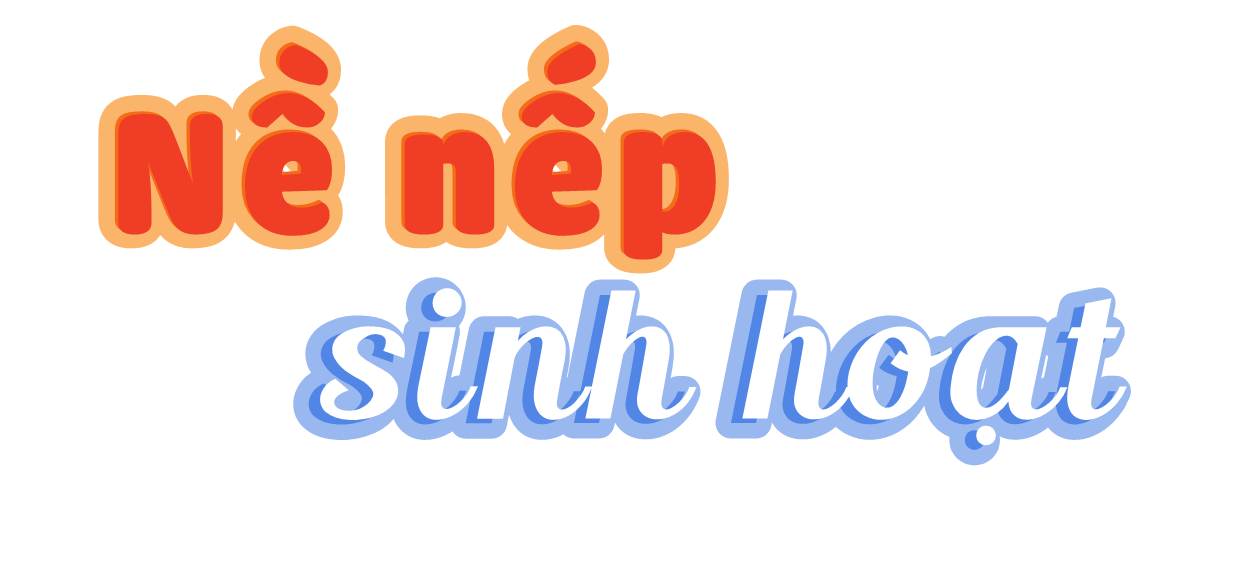 Nề nếp
sinh hoạt